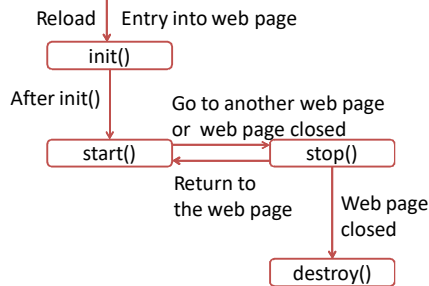 Reload Entry into web page
init()
After init()
Go to another web page
or web page closed
start()
stop()
Return to
the web page
Web page
closed
destroy()